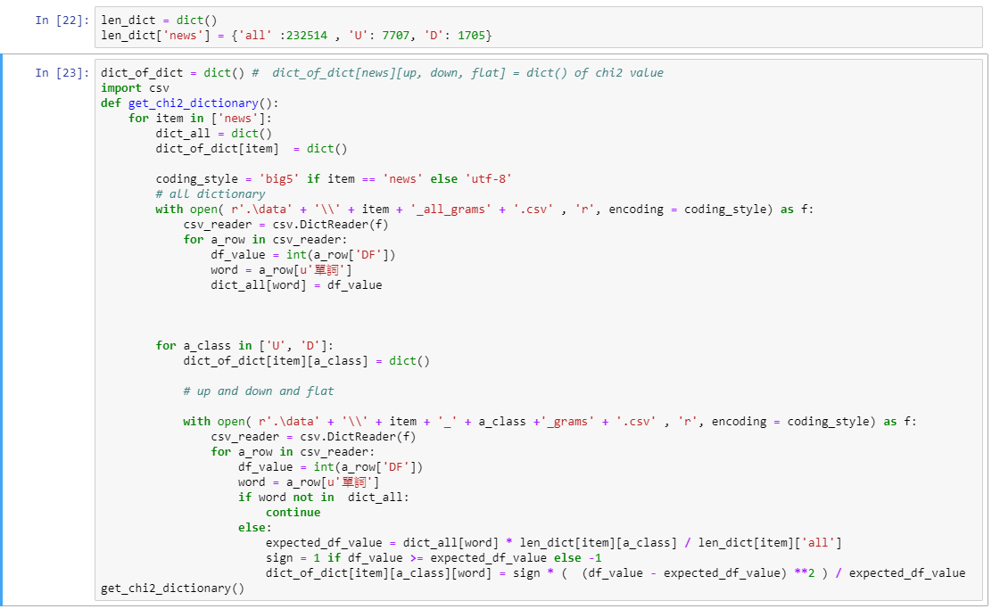 In [22]: len_dict = dict()
len_dict['news'] = {'all' :232514 , 'U': 7707, 'D': 1705}
In [23]: dict_of_dict = dict() #  dict_of_dict[news][up, down, flat] = dict() of chi2 value
import csv
def get_chi2_dictionary():
    for item in ['news']:
        dict_all = dict()
        dict_of_dict[item]  = dict()
        coding_style = 'big5' if item == 'news' else 'utf-8'
        # all dictionary
        with open( r'.\data' + '\\' + item + '_all_grams' + '.csv' , 'r', encoding = coding_style) as f:
            csv_reader = csv.DictReader(f)
            for a_row in csv_reader:
                df_value = int(a_row['DF'])
                word = a_row[u'單詞']
                dict_all[word] = df_value
        for a_class in ['U', 'D']:
            dict_of_dict[item][a_class] = dict()
            # up and down and flat
            with open( r'.\data' + '\\' + item + '_' + a_class +'_grams' + '.csv' , 'r', encoding = coding_style) as f:
                csv_reader = csv.DictReader(f)
                for a_row in csv_reader:
                    df_value = int(a_row['DF'])
                    word = a_row[u'單詞']
                    if word not in  dict_all:
                        continue
                    else:
                        expected_df_value = dict_all[word] * len_dict[item][a_class] / len_dict[item]['all']
                        sign = 1 if df_value >= expected_df_value else -1
                        dict_of_dict[item][a_class][word] = sign * (  (df_value - expected_df_value) **2 ) / expected_df_value
get_chi2_dictionary()